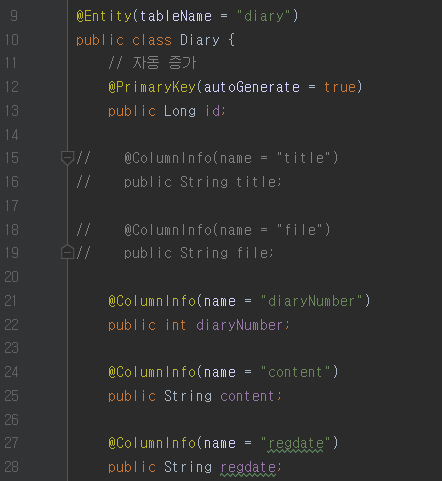 9 @Entity(tableName = "diary")
10 public class Diary {
11 // 자동 증가
12 @PrimaryKey(autoGenerate = true)
13 public Long id;
14
15 // @ColumnInfo(name = "title")
16 // public String title;
17
18 // @ColumnInfo(name = "file")
19 // public String file;
20
21 @ColumnInfo(name = "diaryNumber")
22 public int diaryNumber;
23
24 @ColumnInfo(name = "content")
25 public String content;
26
27 @ColumnInfo(name = "regdate")
28 public String regdate;